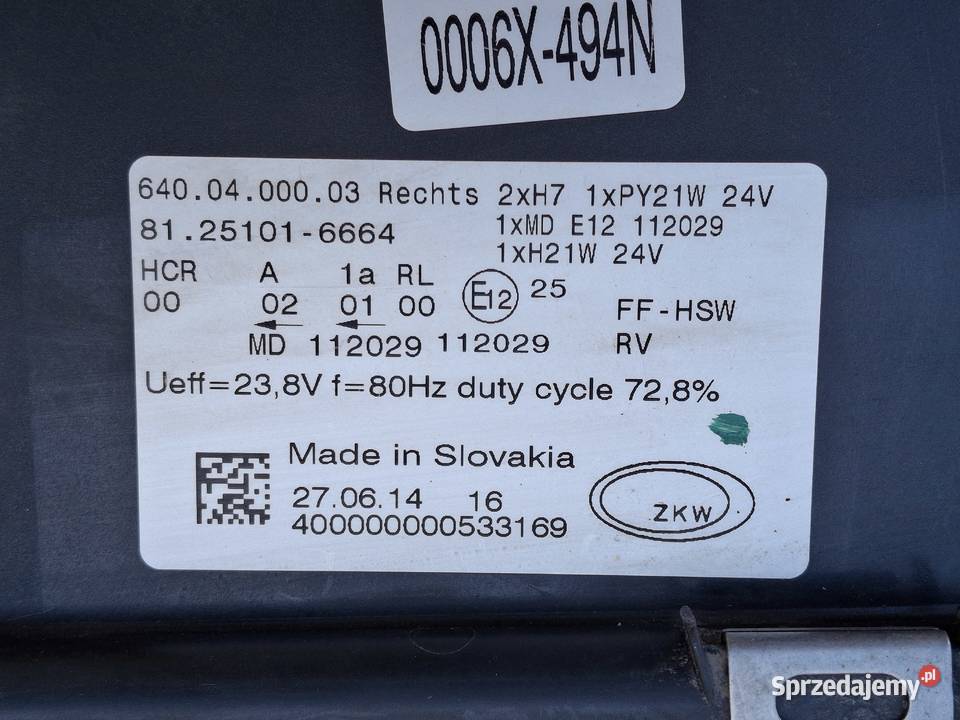 0006X-494N
640.04.000.03 Rechts 2xH7 1xPY21W 24V
81.25101-6664 1xMD E12 112029
1xH21W 24V
HCR A 1a RL
00 02 01 00 E12 25 FF-HSW
MD 112029 112029 RV
Ueff=23,8V f=80Hz duty cycle 72,8%
Made in Slovakia
27.06.14 16
400000000533169
ZKW
Sprzedajemy.pl